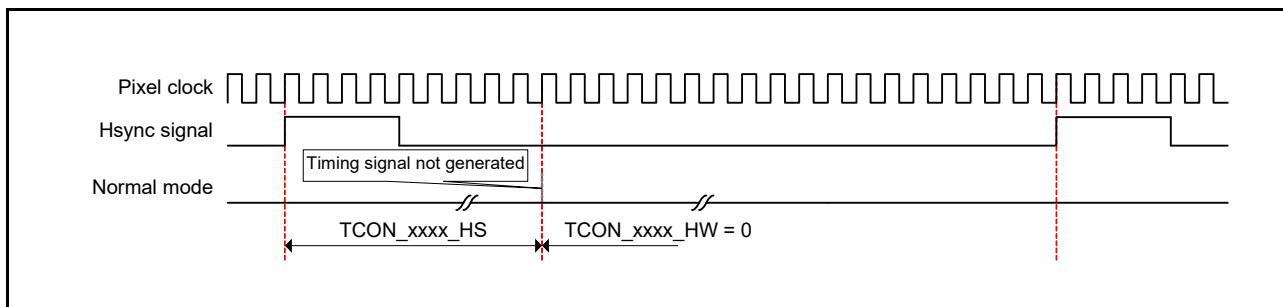 Pixel clock
Hsync signal
Timing signal not generated
Normal mode
TCON_xxxx_HS
TCON_xxxx_HW = 0